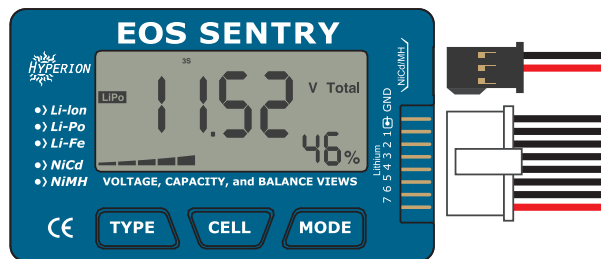 EOS SENTRY
HYPERION
3S
LiPo
11.52
V Total
46%
Li-Ion
Li-Po
Li-Fe
NiCd
NiMH
VOLTAGE, CAPACITY, and BALANCE VIEWS
CE
TYPE
CELL
MODE
NiCd/MH
Lithium
7 6 5 4 3 2 1 GND